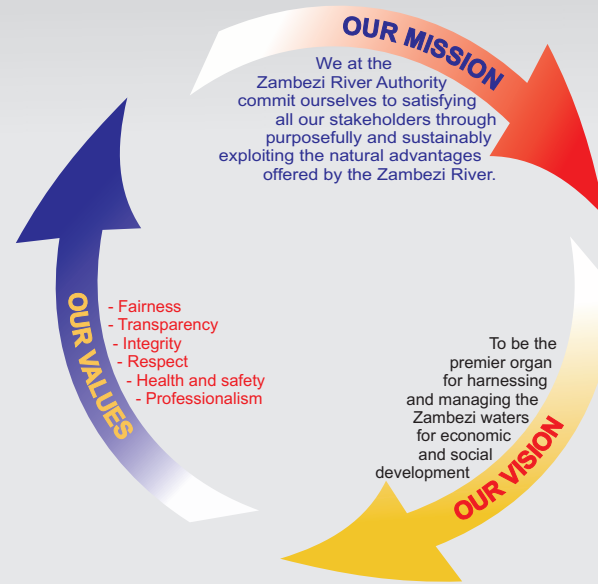 OUR MISSION
We at the
Zambezi River Authority
commit ourselves to satisfying
all our stakeholders through
purposefully and sustainably
exploiting the natural advantages
offered by the Zambezi River.
OUR VALUES
- Fairness
- Transparency
- Integrity
- Respect
- Health and safety
- Professionalism
To be the
premier organ
for harnessing
and managing the
Zambezi waters
for economic
and social
development
OUR VISION